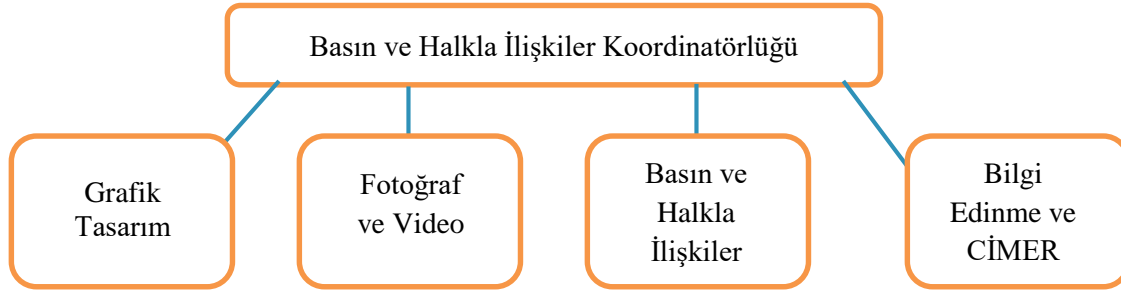 Basın ve Halkla İlişkiler Koordinatörlüğü
Grafik
Tasarım
Fotoğraf
ve Video
Basın ve
Halkla
İlişkiler
Bilgi
Edinme ve
CİMER